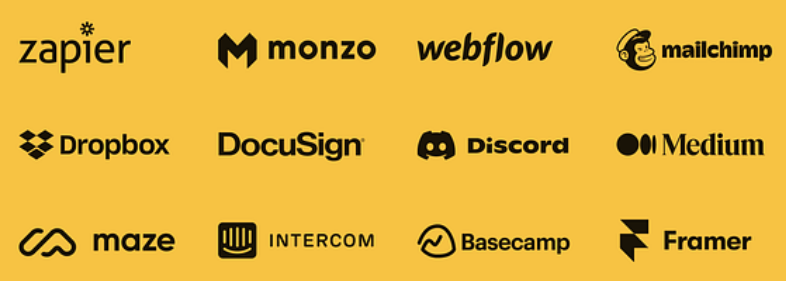 zapier monzo webflow mailchimp
Dropbox DocuSign Discord Medium
maze INTERCOM Basecamp Framer